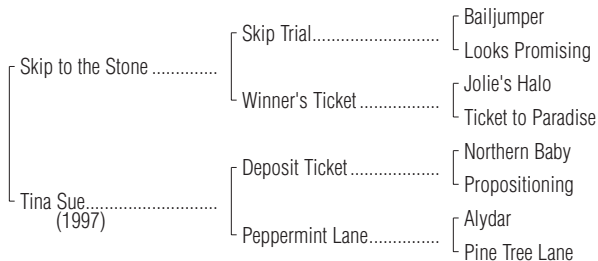 Bailjumper
Skip Trial
Looks Promising
Skip to the Stone
Jolie's Halo
Winner's Ticket
Ticket to Paradise
Northern Baby
Deposit Ticket
Propositioning
Tina Sue
(1997)
Alydar
Peppermint Lane
Pine Tree Lane